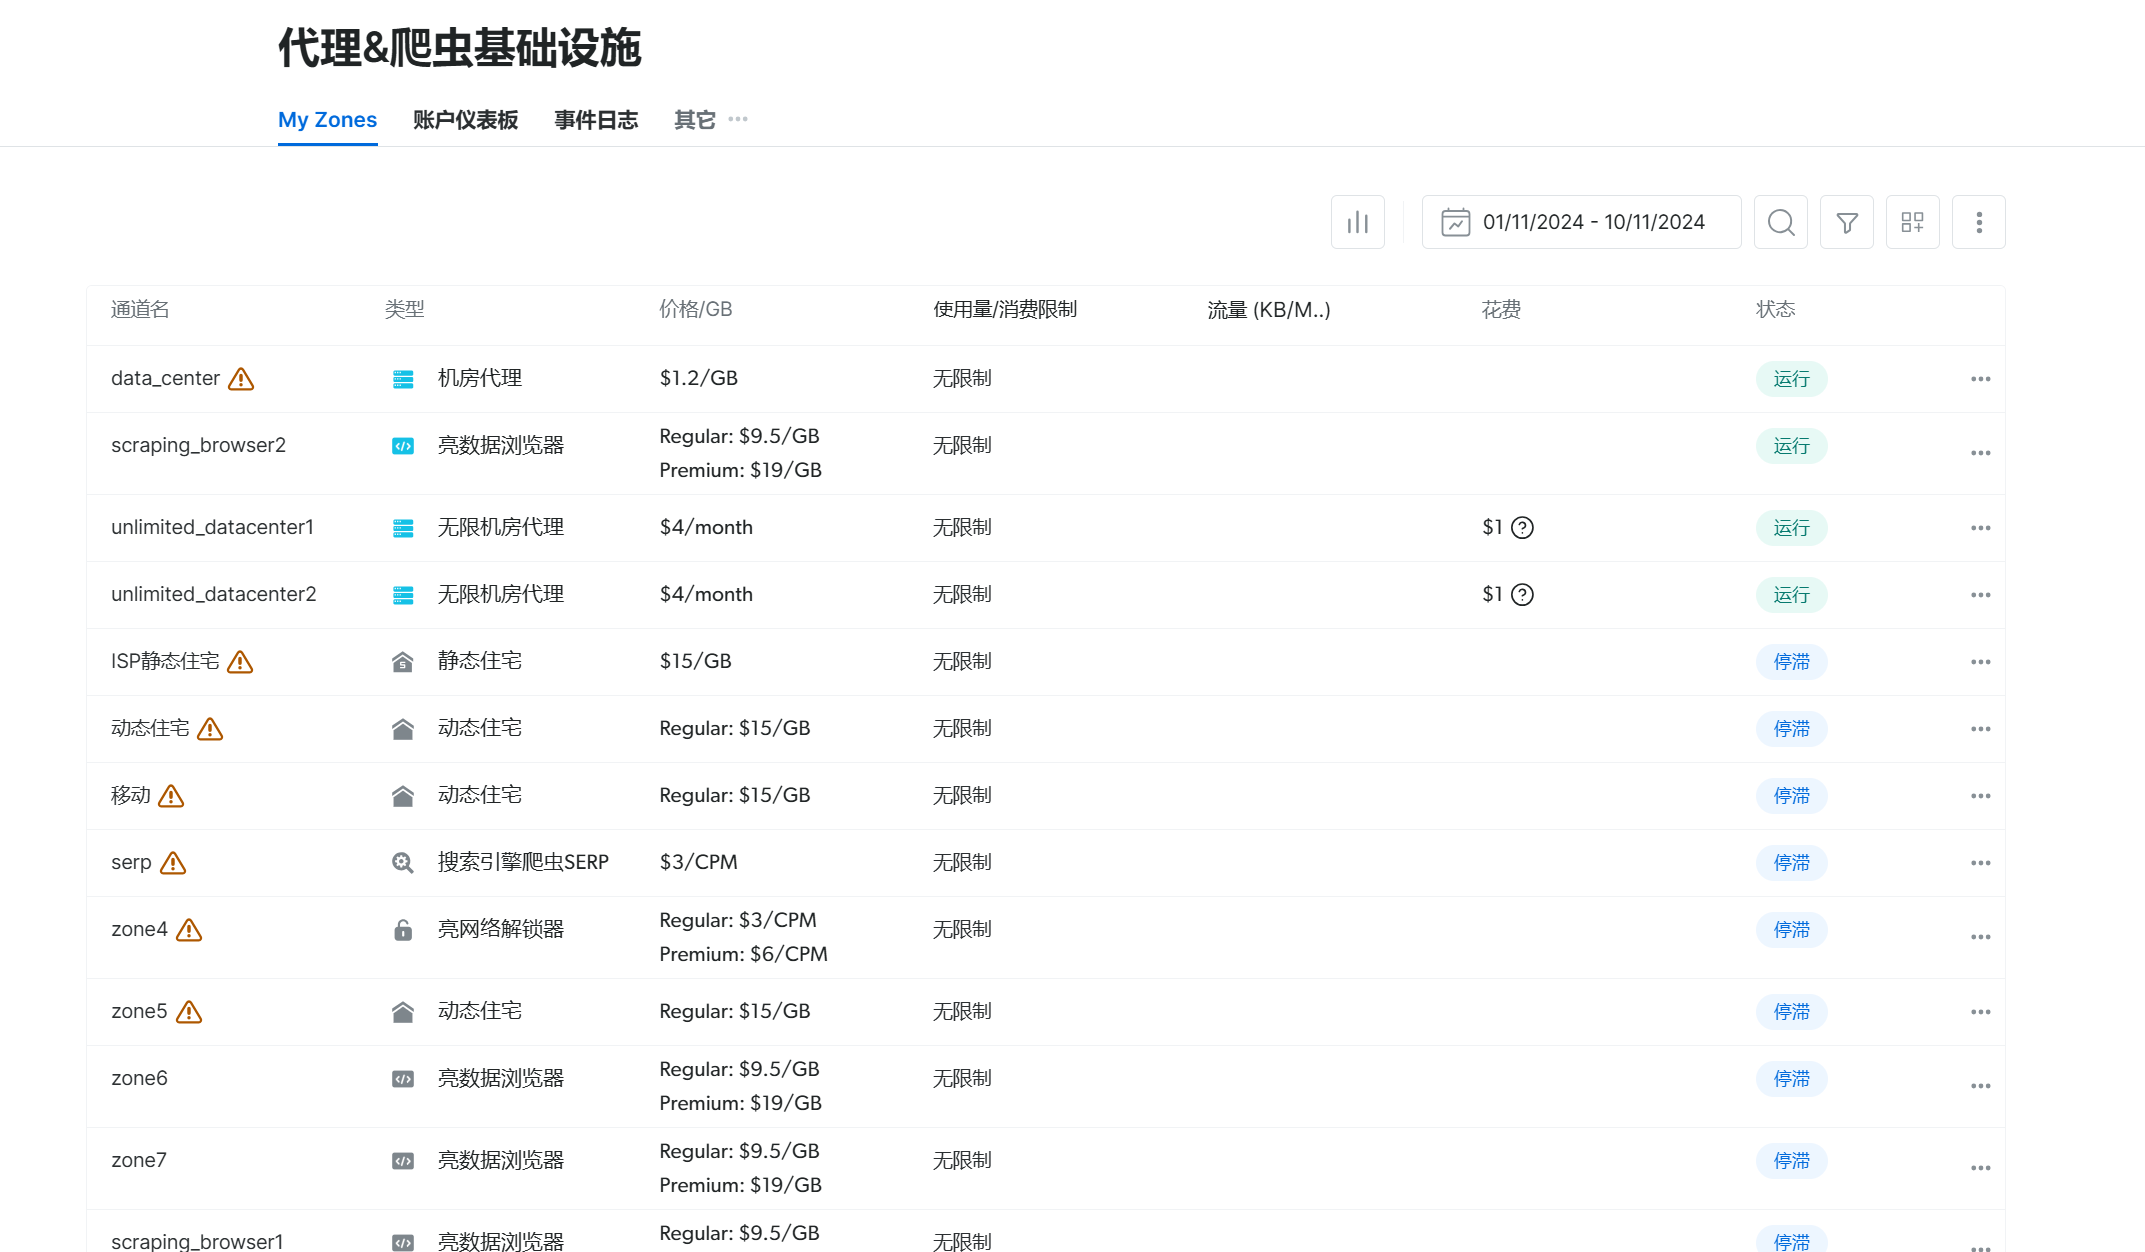 代理&爬虫基础设施
My Zones 账户仪表板 事件日志 其它
01/11/2024 - 10/11/2024
通道名 类型 价格/GB 使用量/消费限制 流量 (KB/M..) 花费 状态
data_center 机房代理 $1.2/GB 无限制 运行
scraping_browser2 亮数据浏览器 Regular: $9.5/GB 无限制 运行
Premium: $19/GB
unlimited_datacenter1 无限机房代理 $4/month 无限制 $1 运行
unlimited_datacenter2 无限机房代理 $4/month 无限制 $1 运行
ISP静态住宅 静态住宅 $15/GB 无限制 停滞
动态住宅 动态住宅 Regular: $15/GB 无限制 停滞
移动 动态住宅 Regular: $15/GB 无限制 停滞
serp 搜索引擎爬虫SERP $3/CPM 无限制 停滞
zone4 亮网络解锁器 Regular: $3/CPM 无限制 停滞
Premium: $6/CPM
zone5 动态住宅 Regular: $15/GB 无限制 停滞
zone6 亮数据浏览器 Regular: $9.5/GB 无限制 停滞
Premium: $19/GB
zone7 亮数据浏览器 Regular: $9.5/GB 无限制 停滞
Premium: $19/GB
scraping_browser1 亮数据浏览器 Regular: $9.5/GB 无限制 停滞